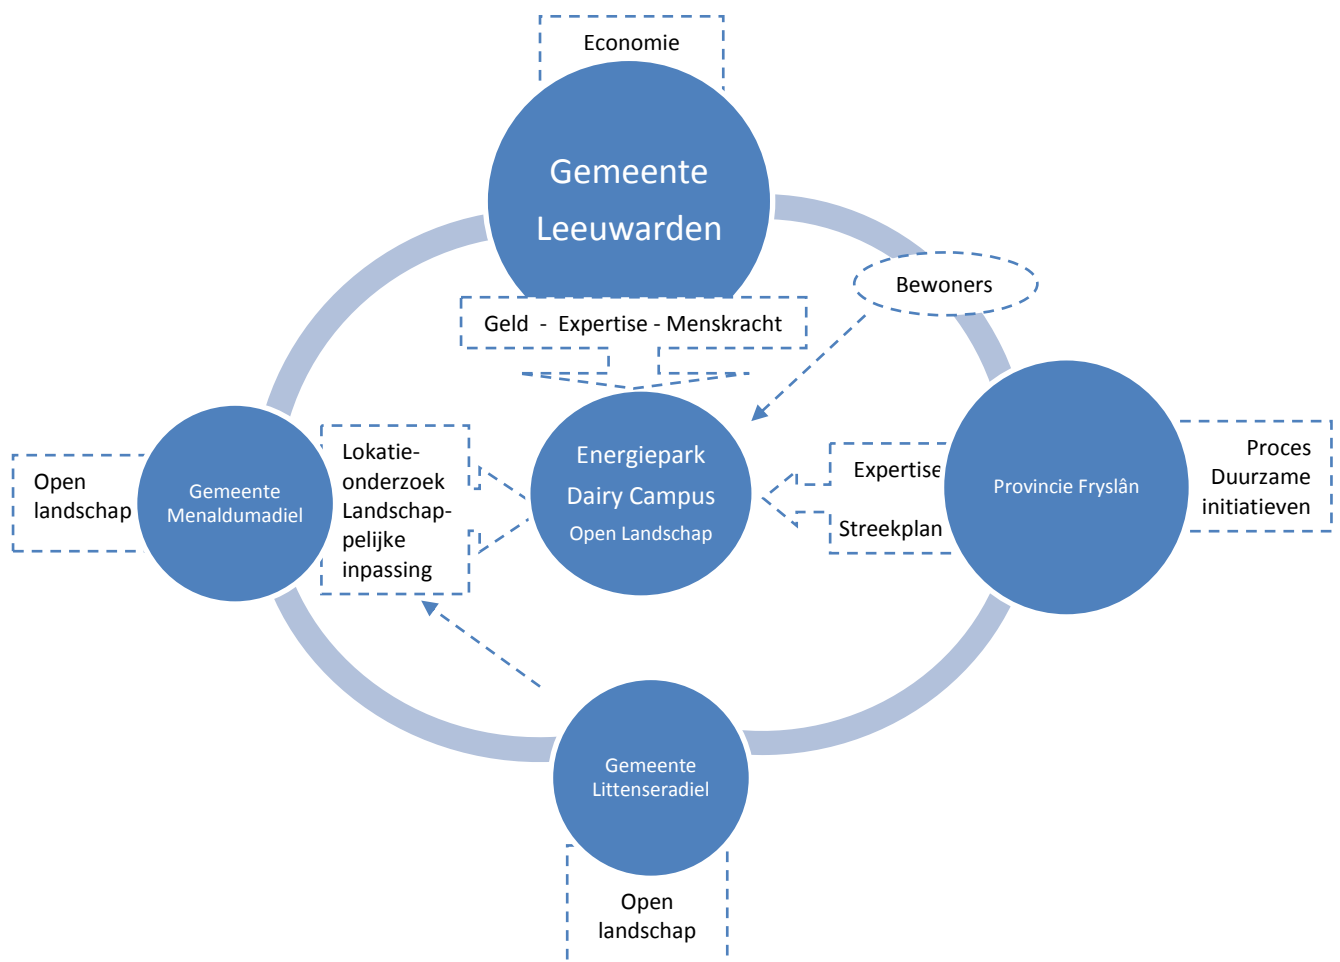 Economie
Gemeente
Leeuwarden
Geld - Expertise - Menskracht
Bewoners
Open
landschap
Gemeente
Menaldumadiel
Lokatie-
onderzoek
Landschap-
pelijke
inpassing
Energiepark
Dairy Campus
Open Landschap
Expertise
Streekplan
Provincie Fryslân
Proces
Duurzame
initiatieven
Gemeente
Littenseradiel
Open
landschap